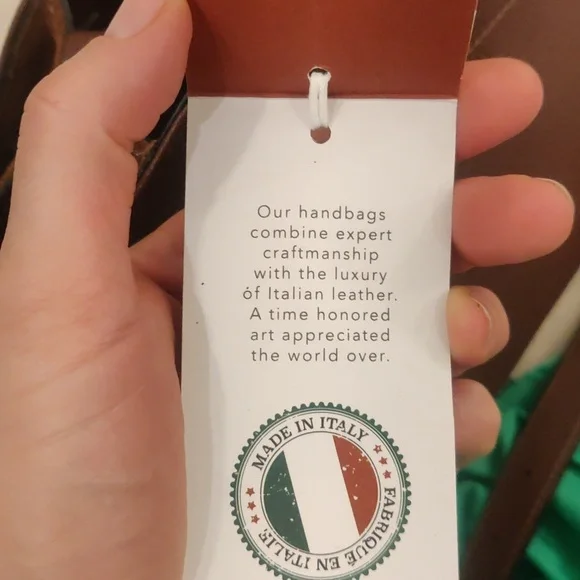 Our handbags
combine expert
craftmanship
with the luxury
of Italian leather.
A time honored
art appreciated
the world over.
MADE IN ITALY
FABRIQUE EN ITALIE